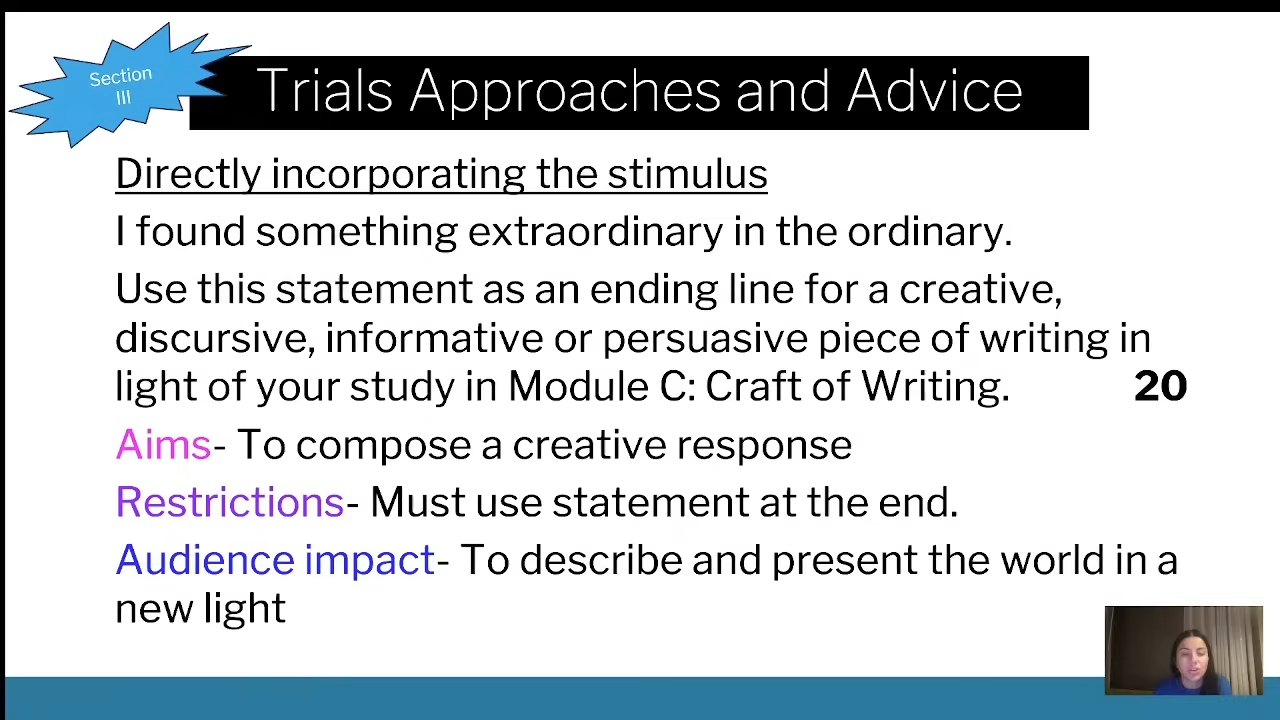 Section
III
Trials Approaches and Advice
Directly incorporating the stimulus
I found something extraordinary in the ordinary.
Use this statement as an ending line for a creative,
discursive, informative or persuasive piece of writing in
light of your study in Module C: Craft of Writing. 20
Aims- To compose a creative response
Restrictions- Must use statement at the end.
Audience impact- To describe and present the world in a
new light